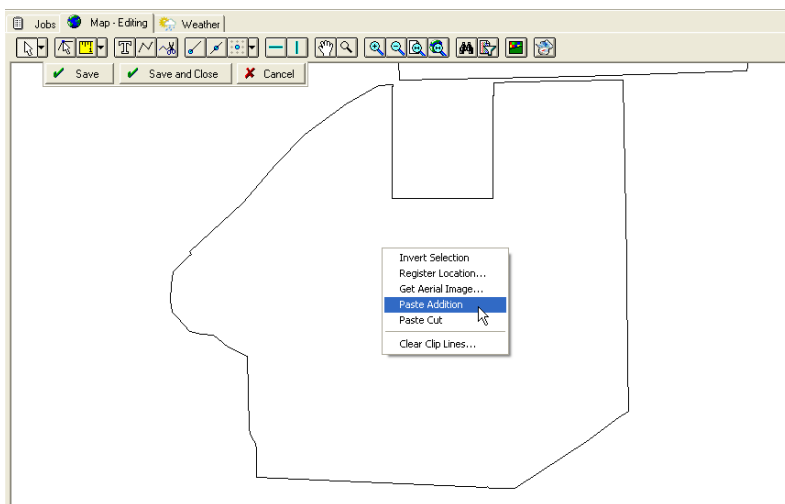 Jobs Map - Editing Weather
Save Save and Close Cancel
Invert Selection
Register Location...
Get Aerial Image...
Paste Addition
Paste Cut
Clear Clip Lines...